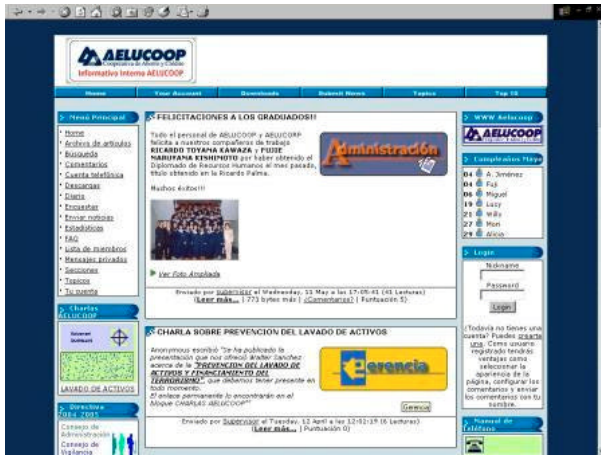 AELUCOOP
Cooperativa de Ahorro y Crédito
Informativo Interno AELUCOOP
Home
Your Account
Downloads
Submit News
Topics
Top 10
Menú Principal
Home
Archivo de artículos
Búsqueda
Comentarios
Cuenta telefónica
Descargas
Diario
Encuestas
Enviar noticias
Estadísticas
FAQ
Lista de miembros
Mensajes privados
Secciones
Topicos
Tu cuenta
Charlas
AELUCOOP
LAVADO DE ACTIVOS
Directiva
2004-2005
Consejo de
Administración
Consejo de
Vigilancia
FELICITACIONES A LOS GRADUADOS!!
Todo el personal de AELUCOOP y AELUCORP
felicita a nuestros compañeros de trabajo
RICARDO TOYAMA KAWAZA y FUJIE
MARUYAMA KISHIMOTO por haber obtenido el
Diplomado de Recursos Humanos el mes pasado,
título obtenido en la Ricardo Palma.
Muchos éxitos!!!
Administración
Ver Foto Ampliada
Enviado por supervisor el Wednesday, 11 May a las 17:05:41 (41 Lecturas)
(Leer más... | 773 bytes más | ¿Comentarios? | Puntuación 5)
CHARLA SOBRE PREVENCION DEL LAVADO DE ACTIVOS
Anonymous escribió "Se ha publicado la
presentación que nos ofreció Walter Sanchez
acerca de la "PREVENCION DEL LAVADO DE
ACTIVOS Y FINANCIAMIENTO DEL
TERRORISMO", que debemos tener presente en
todo momento.
El enlace permanente lo encontrarán en el
bloque CHARLAS AELUCOOP"
Gerencia
Gerencia
Enviado por supervisor el Tuesday, 12 April a las 12:01:19 (6 Lecturas)
(Leer más... | Puntuación 0)
WWW Aelucoop
AELUCOOP
Cumpleaños Mayo
04 A. Jiménez
04 Fuji
06 Miguel
19 Lucy
21 Willy
27 Mori
29 Alicia
Login
Nickname
Password
Login
¿Todavía no tienes una
cuenta? Puedes crearte
una. Como usuario
registrado tendrás
ventajas como
seleccionar la
apariencia de la
página, configurar los
comentarios y enviar
los comentarios con tu
nombre.
Manual de
Teléfono